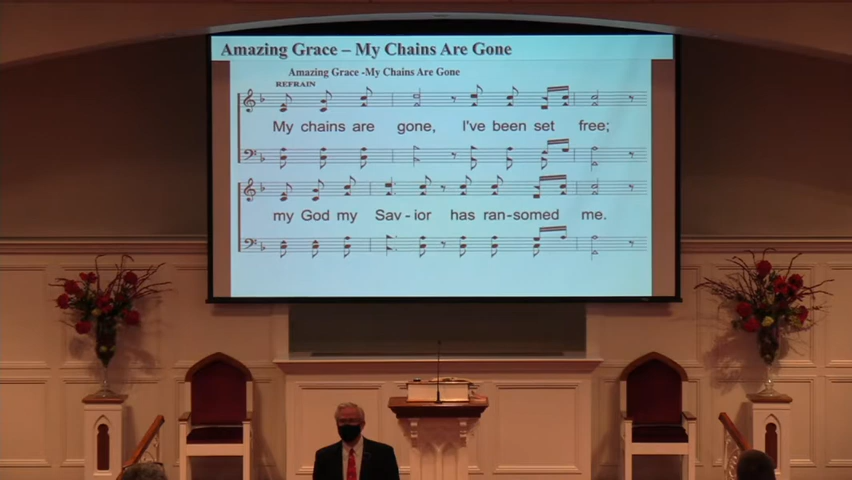 Amazing Grace – My Chains Are Gone
Amazing Grace -My Chains Are Gone
REFRAIN
My chains are gone, I've been set free;
my God my Sav - ior has ran-somed me.